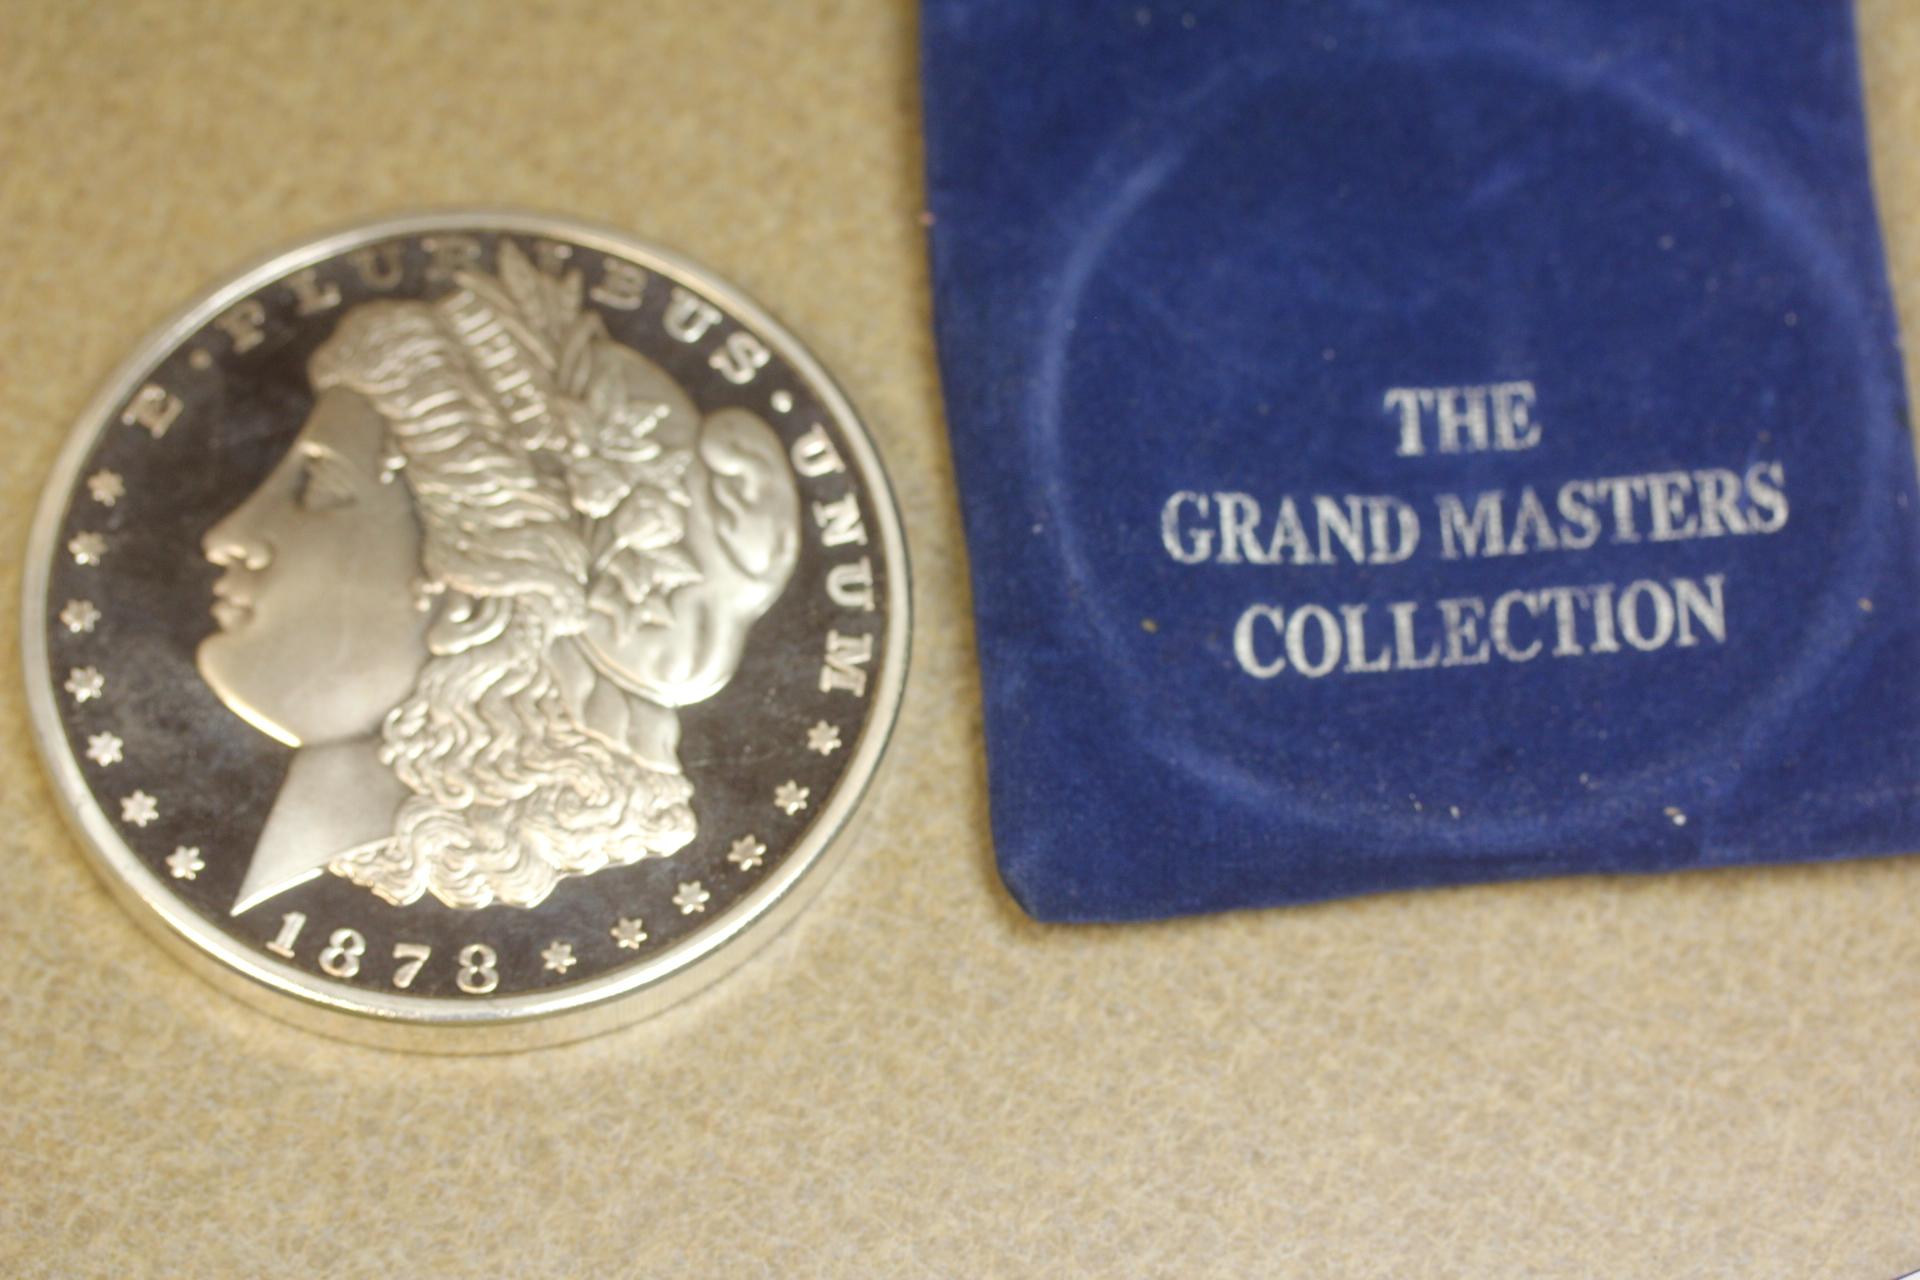 E · PLURIBUS · UNUM
LIBERTY
1878
THE
GRAND MASTERS
COLLECTION